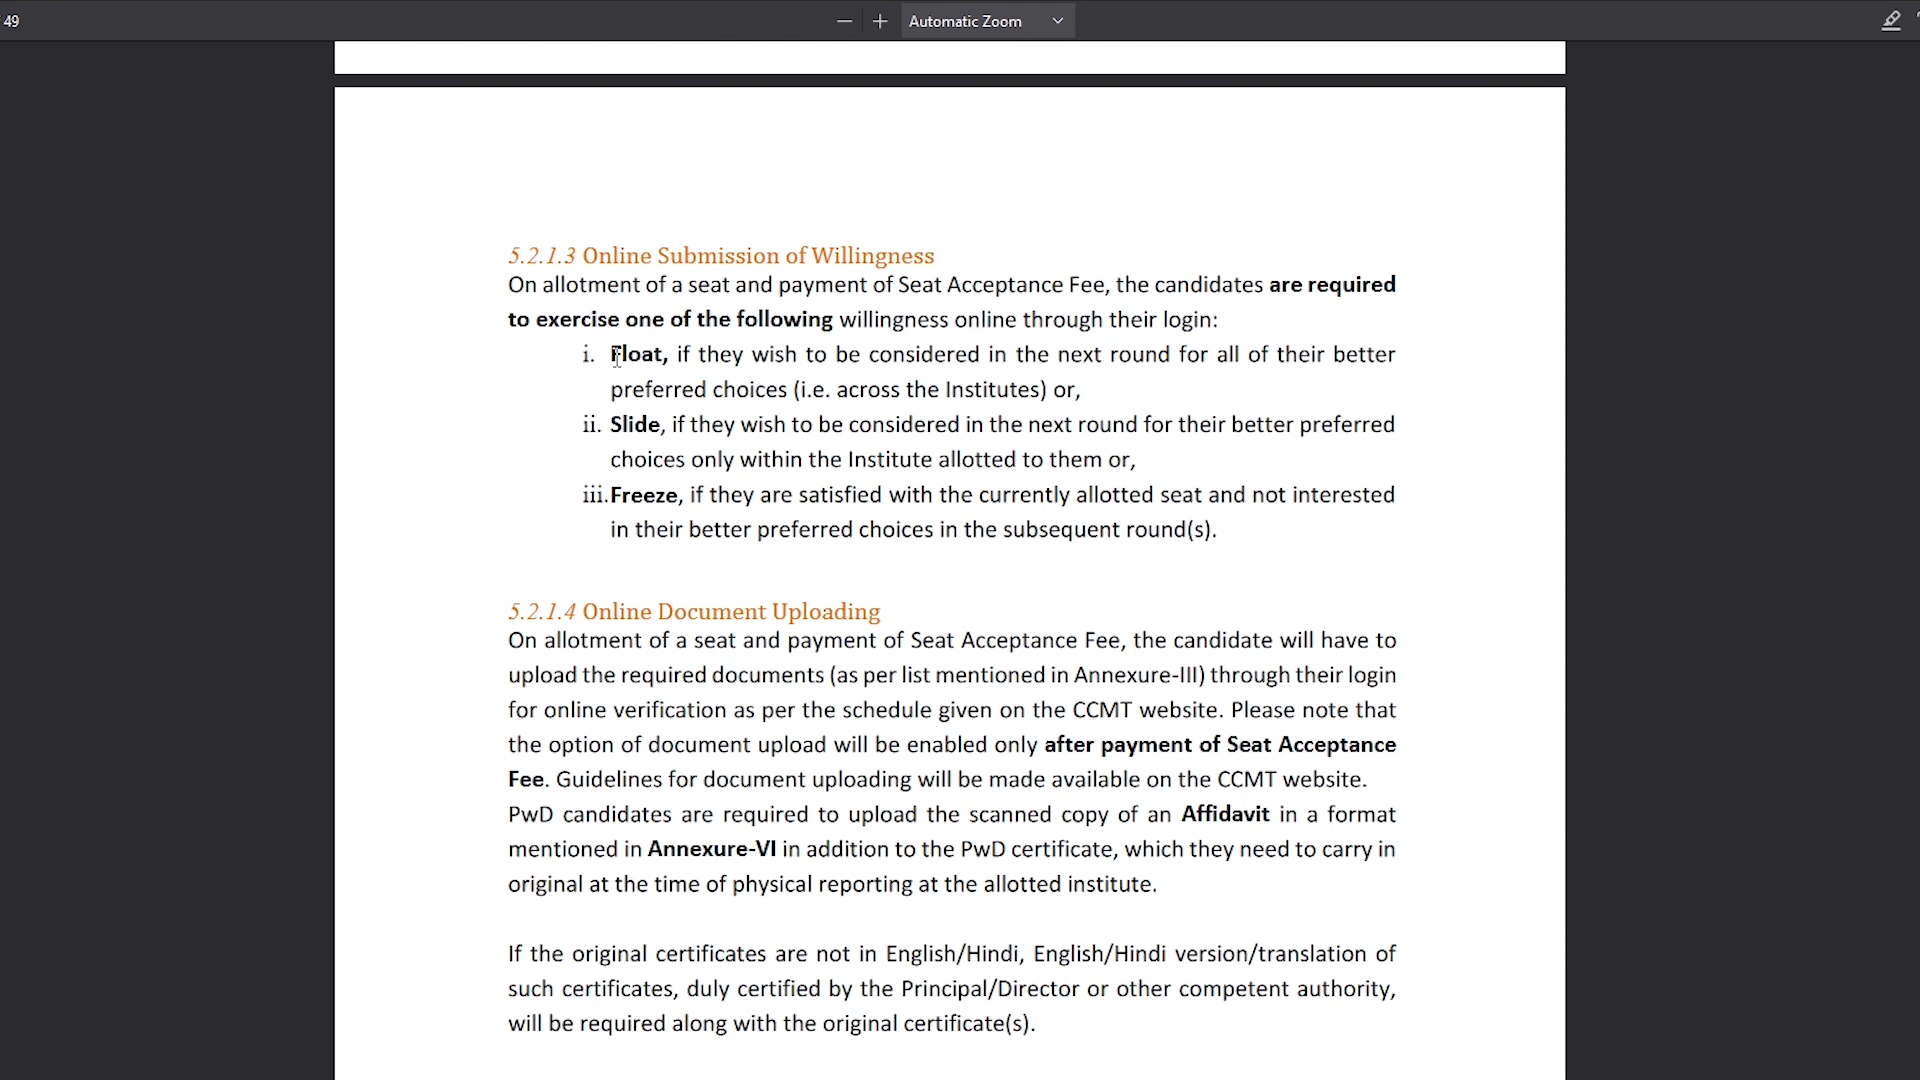 49
Automatic Zoom
5.2.1.3 Online Submission of Willingness
On allotment of a seat and payment of Seat Acceptance Fee, the candidates are required
to exercise one of the following willingness online through their login:
i. Float, if they wish to be considered in the next round for all of their better
preferred choices (i.e. across the Institutes) or,
ii. Slide, if they wish to be considered in the next round for their better preferred
choices only within the Institute allotted to them or,
iii. Freeze, if they are satisfied with the currently allotted seat and not interested
in their better preferred choices in the subsequent round(s).
5.2.1.4 Online Document Uploading
On allotment of a seat and payment of Seat Acceptance Fee, the candidate will have to
upload the required documents (as per list mentioned in Annexure-III) through their login
for online verification as per the schedule given on the CCMT website. Please note that
the option of document upload will be enabled only after payment of Seat Acceptance
Fee. Guidelines for document uploading will be made available on the CCMT website.
PwD candidates are required to upload the scanned copy of an Affidavit in a format
mentioned in Annexure-VI in addition to the PwD certificate, which they need to carry in
original at the time of physical reporting at the allotted institute.
If the original certificates are not in English/Hindi, English/Hindi version/translation of
such certificates, duly certified by the Principal/Director or other competent authority,
will be required along with the original certificate(s).